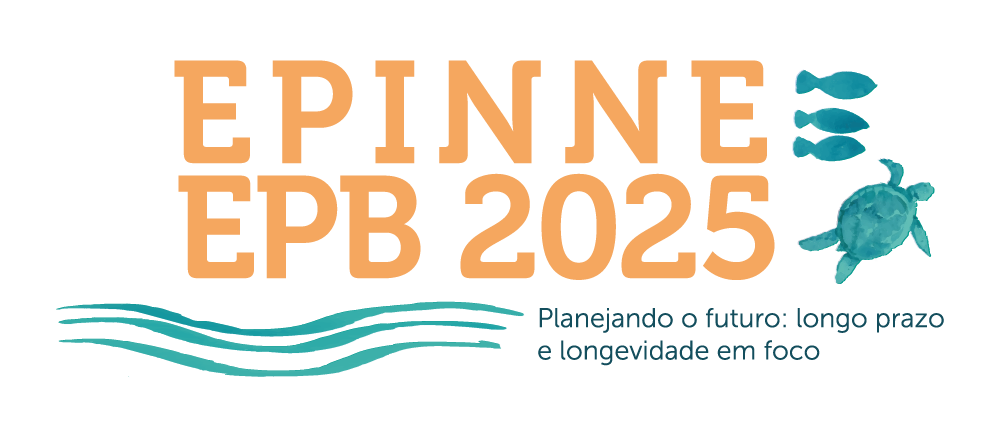 EPINNE
EPB 2025
Planejando o futuro: longo prazo
e longevidade em foco